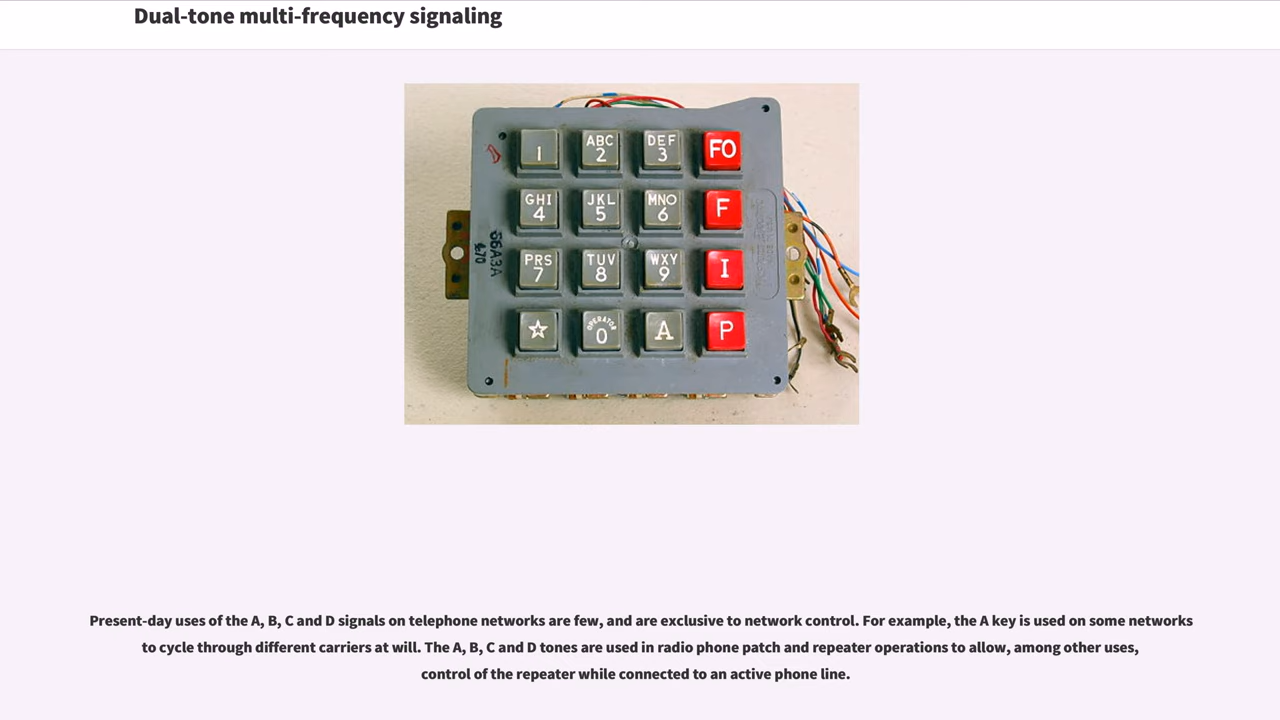 Dual-tone multi-frequency signaling
1 ABC 2 DEF 3 FO
GHI 4 JKL 5 MNO 6 F
PRS 7 TUV 8 WXY 9 I
OPERATOR 0 A P
56A3A
Present-day uses of the A, B, C and D signals on telephone networks are few, and are exclusive to network control. For example, the A key is used on some networks
to cycle through different carriers at will. The A, B, C and D tones are used in radio phone patch and repeater operations to allow, among other uses,
control of the repeater while connected to an active phone line.